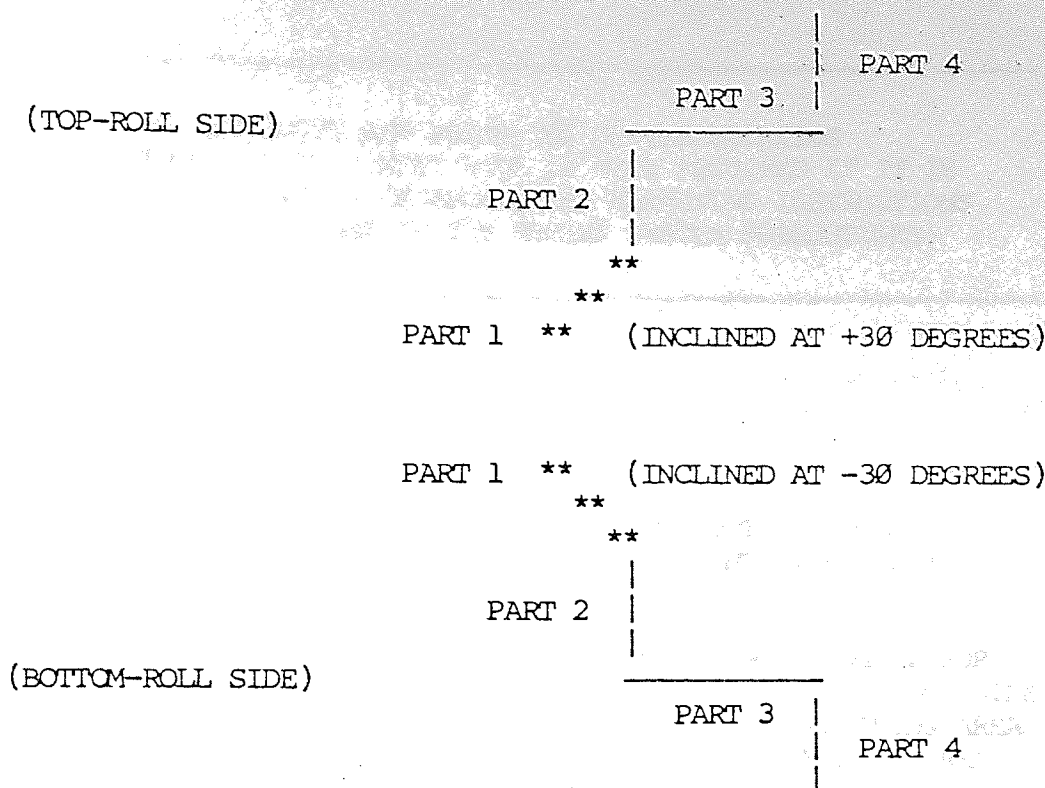 PART 4
PART 3
(TOP-ROLL SIDE)
PART 2
**
**
PART 1 ** (INCLINED AT +30 DEGREES)
PART 1 ** (INCLINED AT -30 DEGREES)
**
**
PART 2
(BOTTOM-ROLL SIDE)
PART 3
PART 4